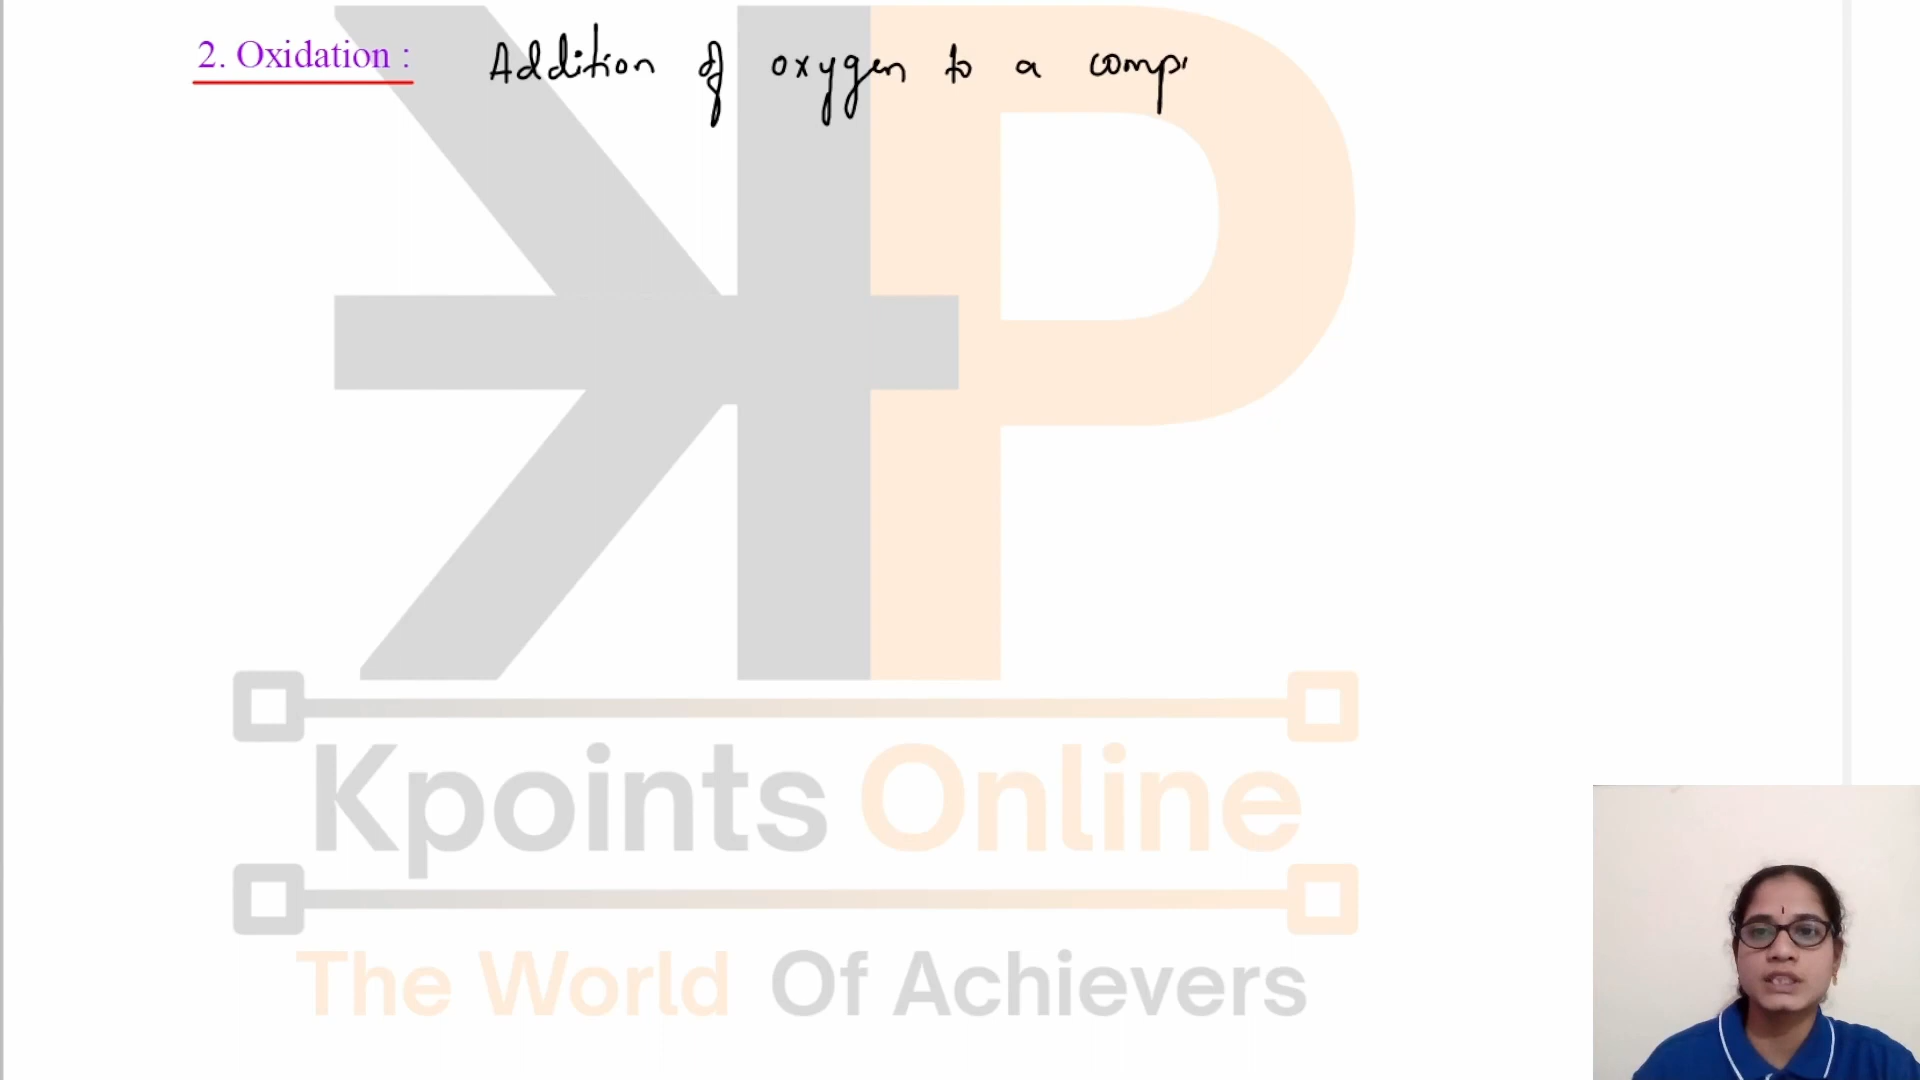 2. Oxidation : Addition of oxygen to a comp
Kpoints Online
The World Of Achievers